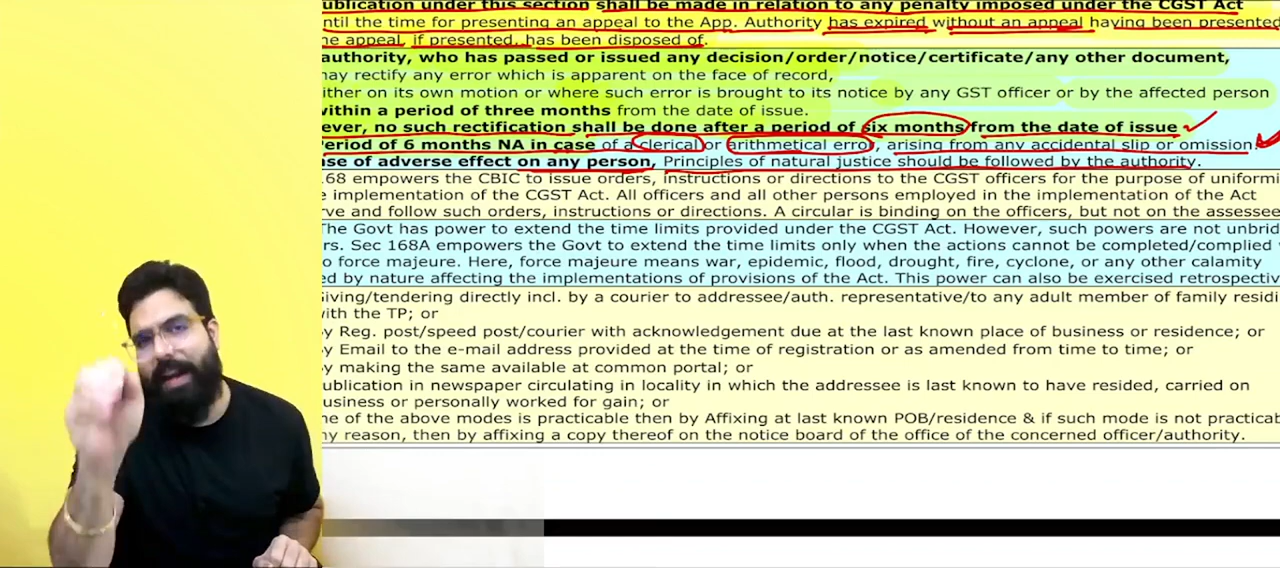 ublication under this section shall be made in relation to any penalty imposed under the CGST Act
ntil the time for presenting an appeal to the App. Authority has expired without an appeal having been presented
he appeal, if presented, has been disposed of.
authority, who has passed or issued any decision/order/notice/certificate/any other document,
may rectify any error which is apparent on the face of record,
ither on its own motion or where such error is brought to its notice by any GST officer or by the affected person
within a period of three months from the date of issue.
ever, no such rectification shall be done after a period of six months from the date of issue
eriod of 6 months NA in case of a clerical or arithmetical error, arising from any accidental slip or omission.
ase of adverse effect on any person, Principles of natural justice should be followed by the authority.
168 empowers the CBIC to issue orders, instructions or directions to the CGST officers for the purpose of uniformi
e implementation of the CGST Act. All officers and all other persons employed in the implementation of the Act
rve and follow such orders, instructions or directions. A circular is binding on the officers, but not on the assessee
The Govt has power to extend the time limits provided under the CGST Act. However, such powers are not unbrid
rs. Sec 168A empowers the Govt to extend the time limits only when the actions cannot be completed/complied
o force majeure. Here, force majeure means war, epidemic, flood, drought, fire, cyclone, or any other calamity
ed by nature affecting the implementations of provisions of the Act. This power can also be exercised retrospectiv
iving/tendering directly incl. by a courier to addressee/auth. representative/to any adult member of family residi
with the TP; or
y Reg. post/speed post/courier with acknowledgement due at the last known place of business or residence; or
y Email to the e-mail address provided at the time of registration or as amended from time to time; or
y making the same available at common portal; or
ublication in newspaper circulating in locality in which the addressee is last known to have resided, carried on
usiness or personally worked for gain; or
ne of the above modes is practicable then by Affixing at last known POB/residence & if such mode is not practicab
ny reason, then by affixing a copy thereof on the notice board of the office of the concerned officer/authority.